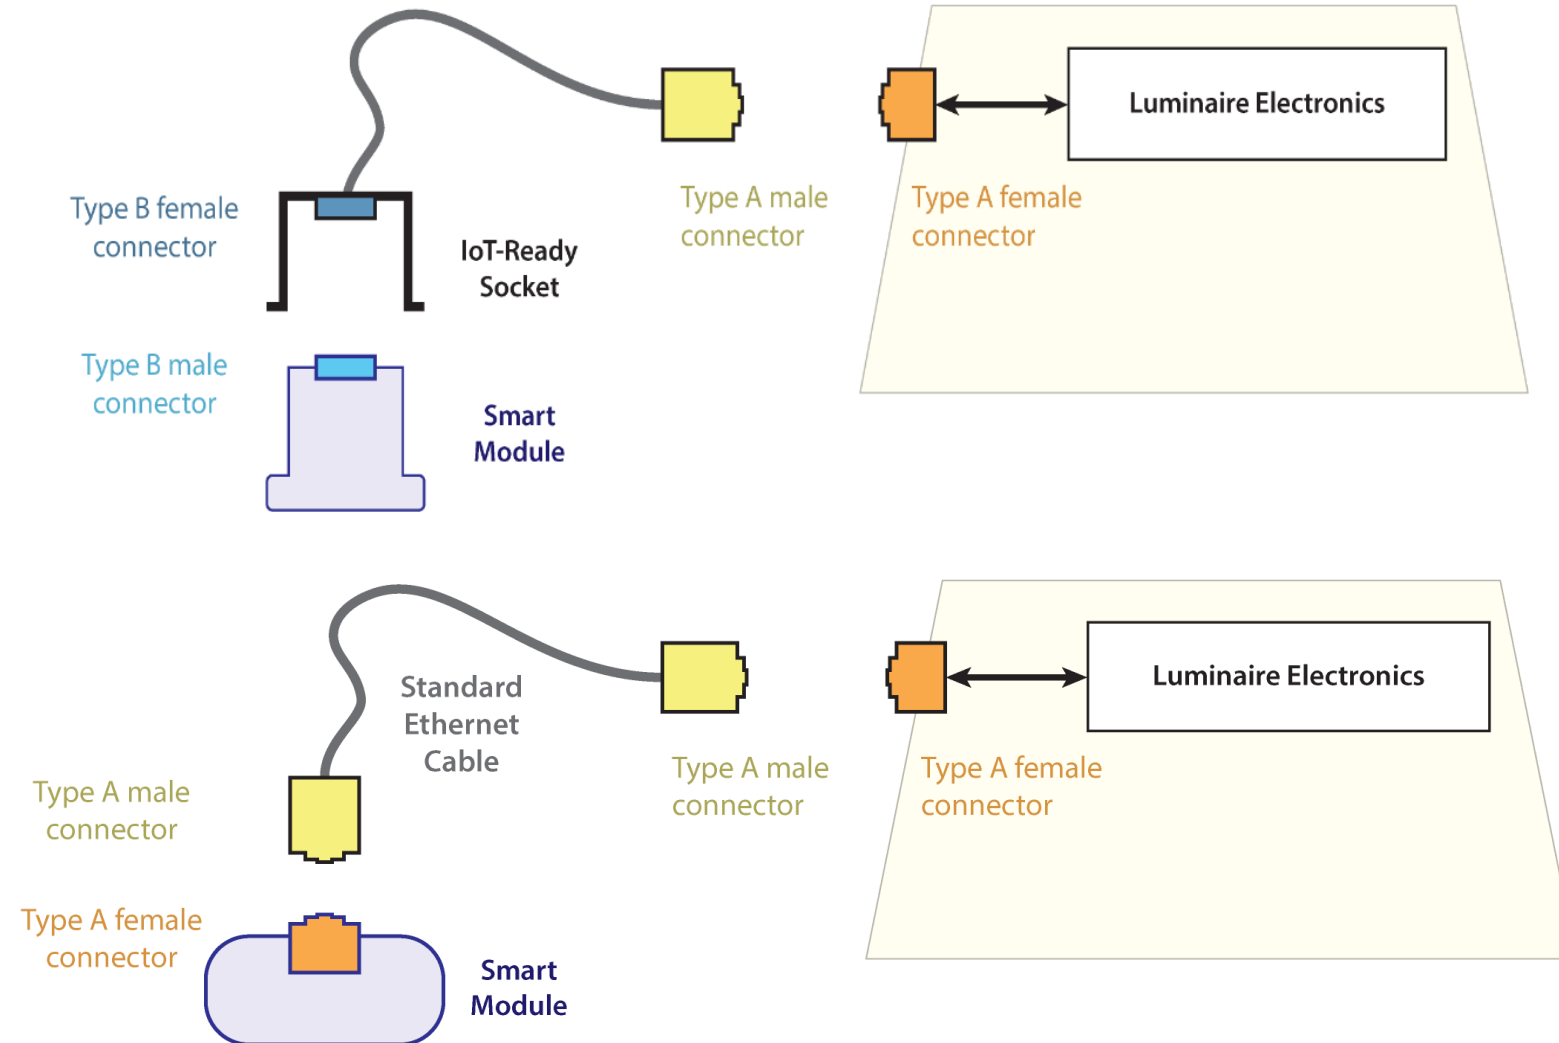 Luminaire Electronics
Type B female
connector
Type A male
connector
Type A female
connector
IoT-Ready
Socket
Type B male
connector
Smart
Module
Standard
Ethernet
Cable
Luminaire Electronics
Type A male
connector
Type A female
connector
Type A male
connector
Type A female
connector
Smart
Module